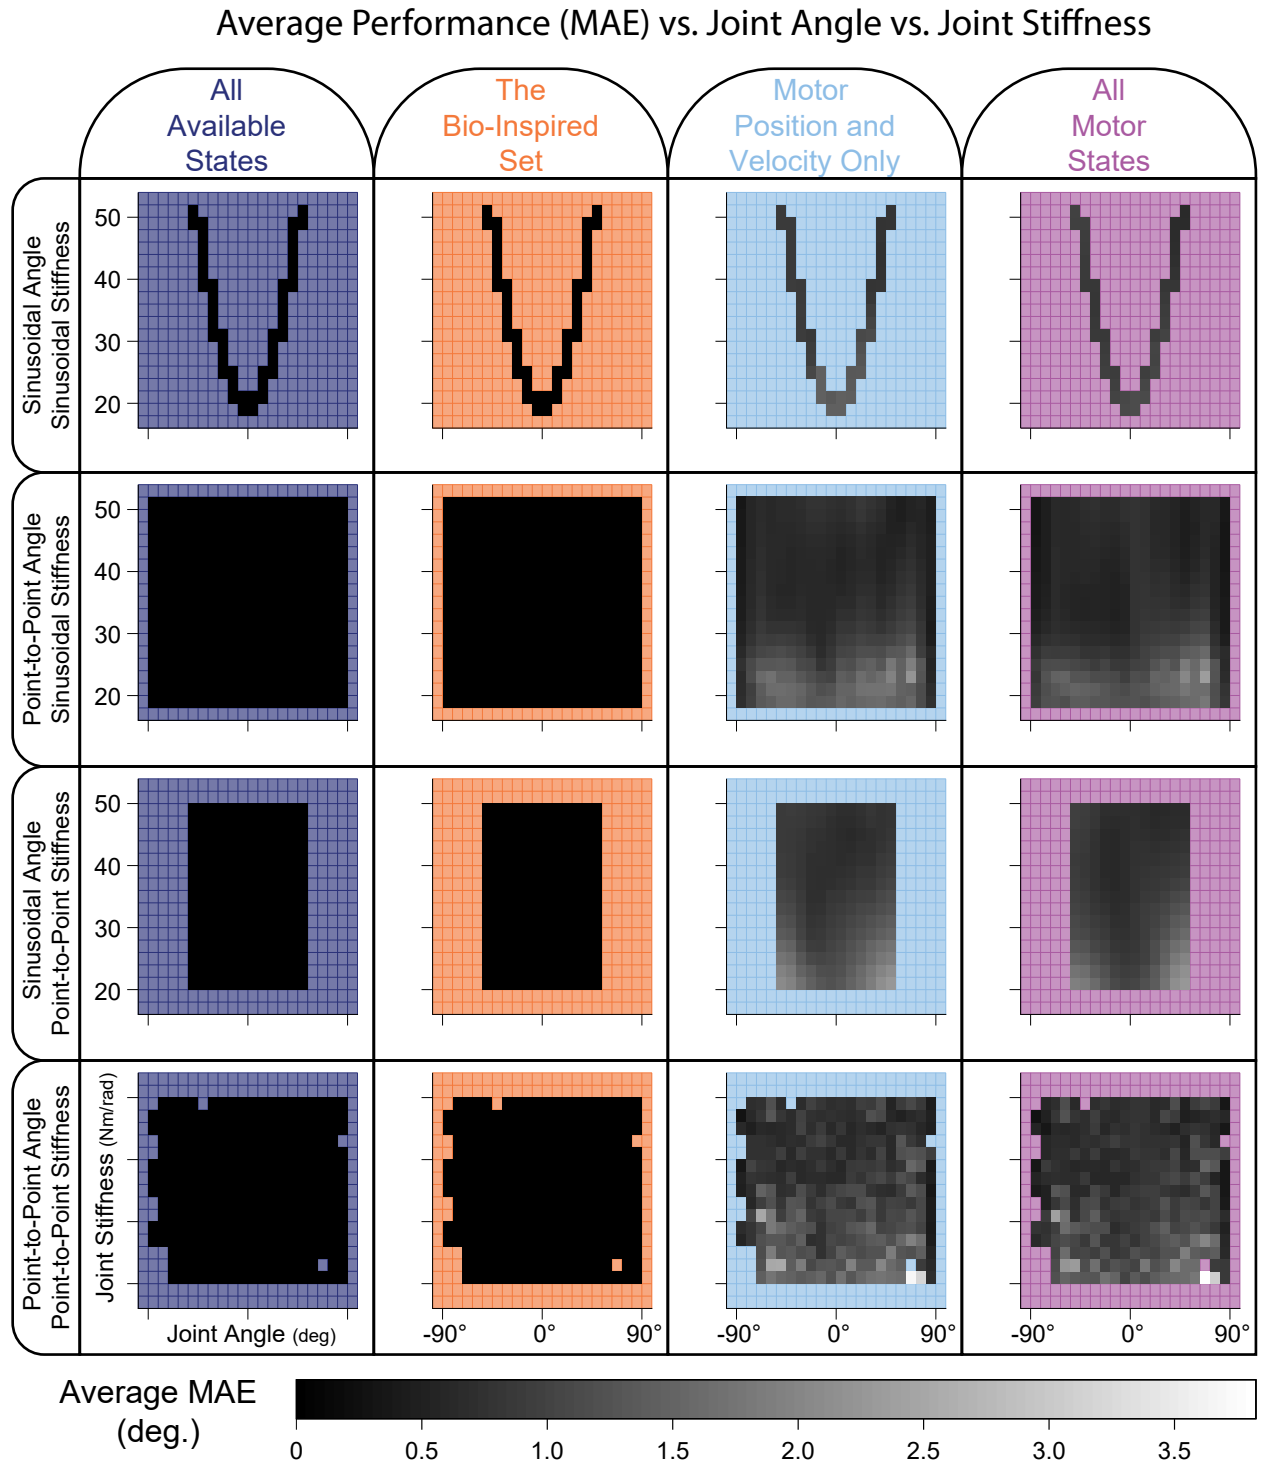 Average Performance (MAE) vs. Joint Angle vs. Joint Stiffness
All
Available
States
The
Bio-Inspired
Set
Motor
Position and
Velocity Only
All
Motor
States
Sinusoidal Angle
Sinusoidal Stiffness
50
40
30
20
Point-to-Point Angle
Sinusoidal Stiffness
50
40
30
20
Sinusoidal Angle
Point-to-Point Stiffness
50
40
30
20
Point-to-Point Angle
Point-to-Point Stiffness
Joint Stiffness (Nm/rad)
Joint Angle (deg)
-90° 0° 90°
-90° 0° 90°
-90° 0° 90°
Average MAE
(deg.)
0 0.5 1.0 1.5 2.0 2.5 3.0 3.5